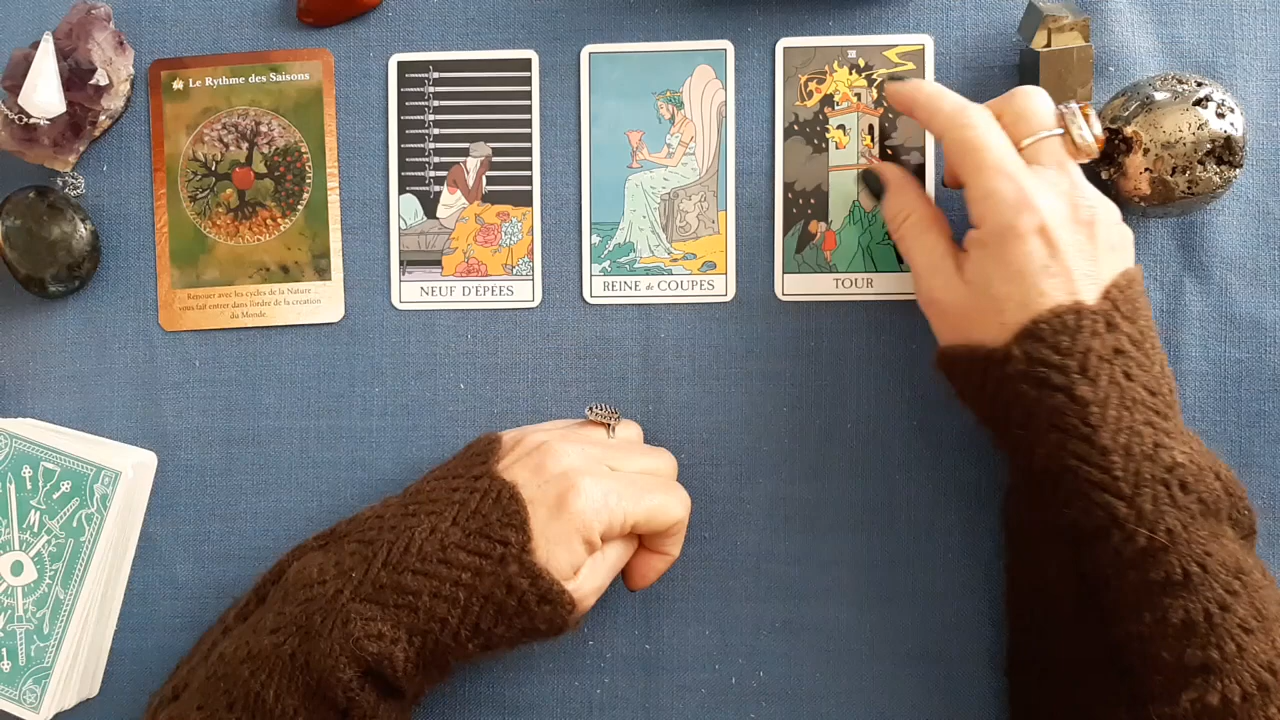 Le Rythme des Saisons
Renouer avec les cycles de la Nature
vous fait entrer dans l'ordre de la création
du Monde.
NEUF D'ÉPÉES
REINE de COUPES
TOUR